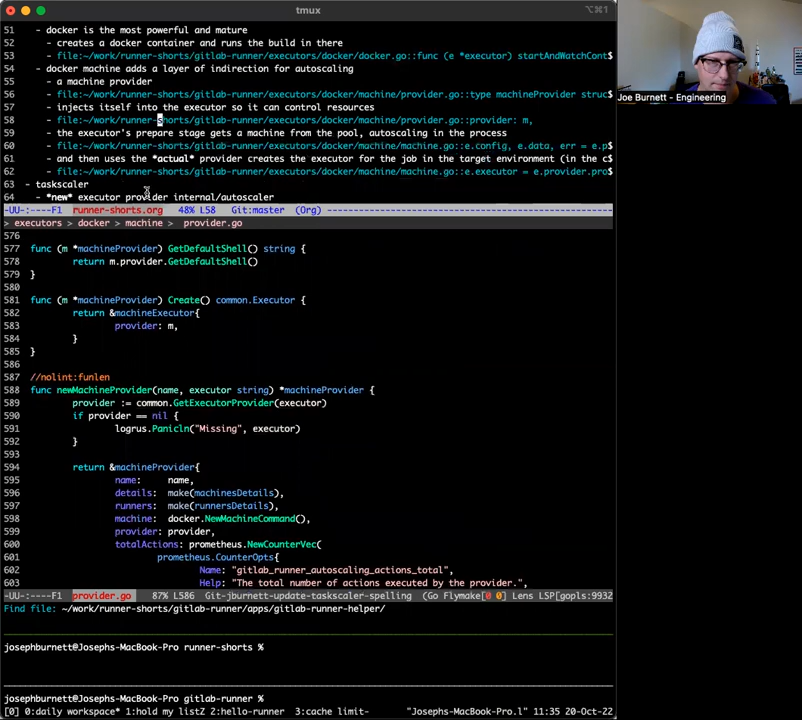 tmux
⌥⌘1
51 - docker is the most powerful and mature
52 - creates a docker container and runs the build in there
53 - file:~/work/runner-shorts/gitlab-runner/executors/docker/docker.go::func (e *executor) startAndWatchCont$
54 - docker machine adds a layer of indirection for autoscaling
55 - a machine provider
56 - file:~/work/runner-shorts/gitlab-runner/executors/docker/machine/provider.go::type machineProvider struc$
57 - injects itself into the executor so it can control resources
58 - file:~/work/runner-shorts/gitlab-runner/executors/docker/machine/provider.go::provider: m,
59 - the executor's prepare stage gets a machine from the pool, autoscaling in the process
60 - file:~/work/runner-shorts/gitlab-runner/executors/docker/machine/machine.go::e.config, e.data, err = e.p$
61 - and then uses the *actual* provider creates the executor for the job in the target environment (in the c$
62 - file:~/work/runner-shorts/gitlab-runner/executors/docker/machine/machine.go::e.executor = e.provider.pro$
63 - taskscaler
64 - *new* executor provider internal/autoscaler
-UU-:----F1 runner-shorts.org 48% L58 Git:master (Org)
> executors > docker > machine > provider.go
576
577 func (m *machineProvider) GetDefaultShell() string {
578 return m.provider.GetDefaultShell()
579 }
580
581 func (m *machineProvider) Create() common.Executor {
582 return &machineExecutor{
583 provider: m,
584 }
585 }
586
587 //nolint:funlen
588 func newMachineProvider(name, executor string) *machineProvider {
589 provider := common.GetExecutorProvider(executor)
590 if provider == nil {
591 logrus.Panicln("Missing", executor)
592 }
593
594 return &machineProvider{
595 name: name,
596 details: make(machinesDetails),
597 runners: make(runnersDetails),
598 machine: docker.NewMachineCommand(),
599 provider: provider,
600 totalActions: prometheus.NewCounterVec(
601 prometheus.CounterOpts{
602 Name: "gitlab_runner_autoscaling_actions_total",
603 Help: "The total number of actions executed by the provider.",
-UU-:----F1 provider.go 87% L586 Git-jburnett-update-taskscaler-spelling (Go Flymake[0 0] Lens LSP[gopls:9932
Find file: ~/work/runner-shorts/gitlab-runner/apps/gitlab-runner-helper/
josephburnett@Josephs-MacBook-Pro runner-shorts %
josephburnett@Josephs-MacBook-Pro gitlab-runner %
[0] 0:daily workspace* 1:hold my listZ 2:hello-runner 3:cache limit- "Josephs-MacBook-Pro.l" 11:35 20-Oct-22
Joe Burnett - Engineering